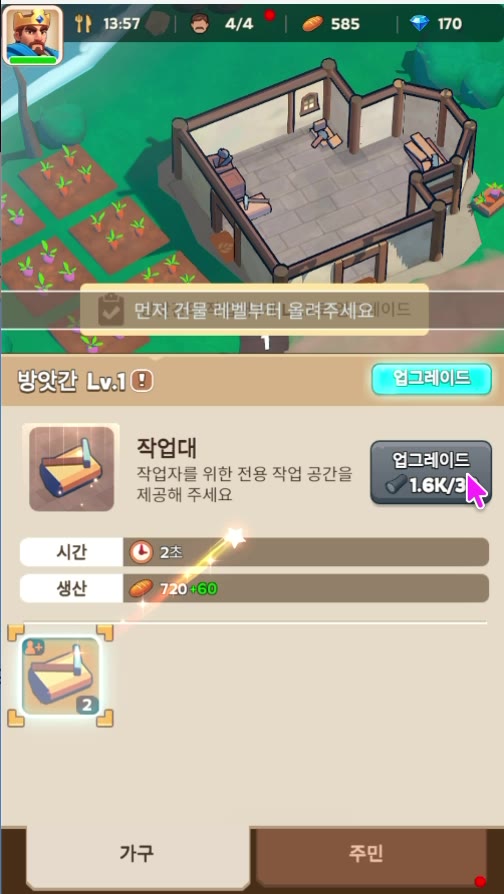 13:57
4/4
585
170
먼저 건물 레벨부터 올려주세요
1
방앗간 Lv.1
업그레이드
작업대
작업자를 위한 전용 작업 공간을
제공해 주세요
업그레이드
1.6K/3
시간
2초
생산
720 +60
2
가구
주민